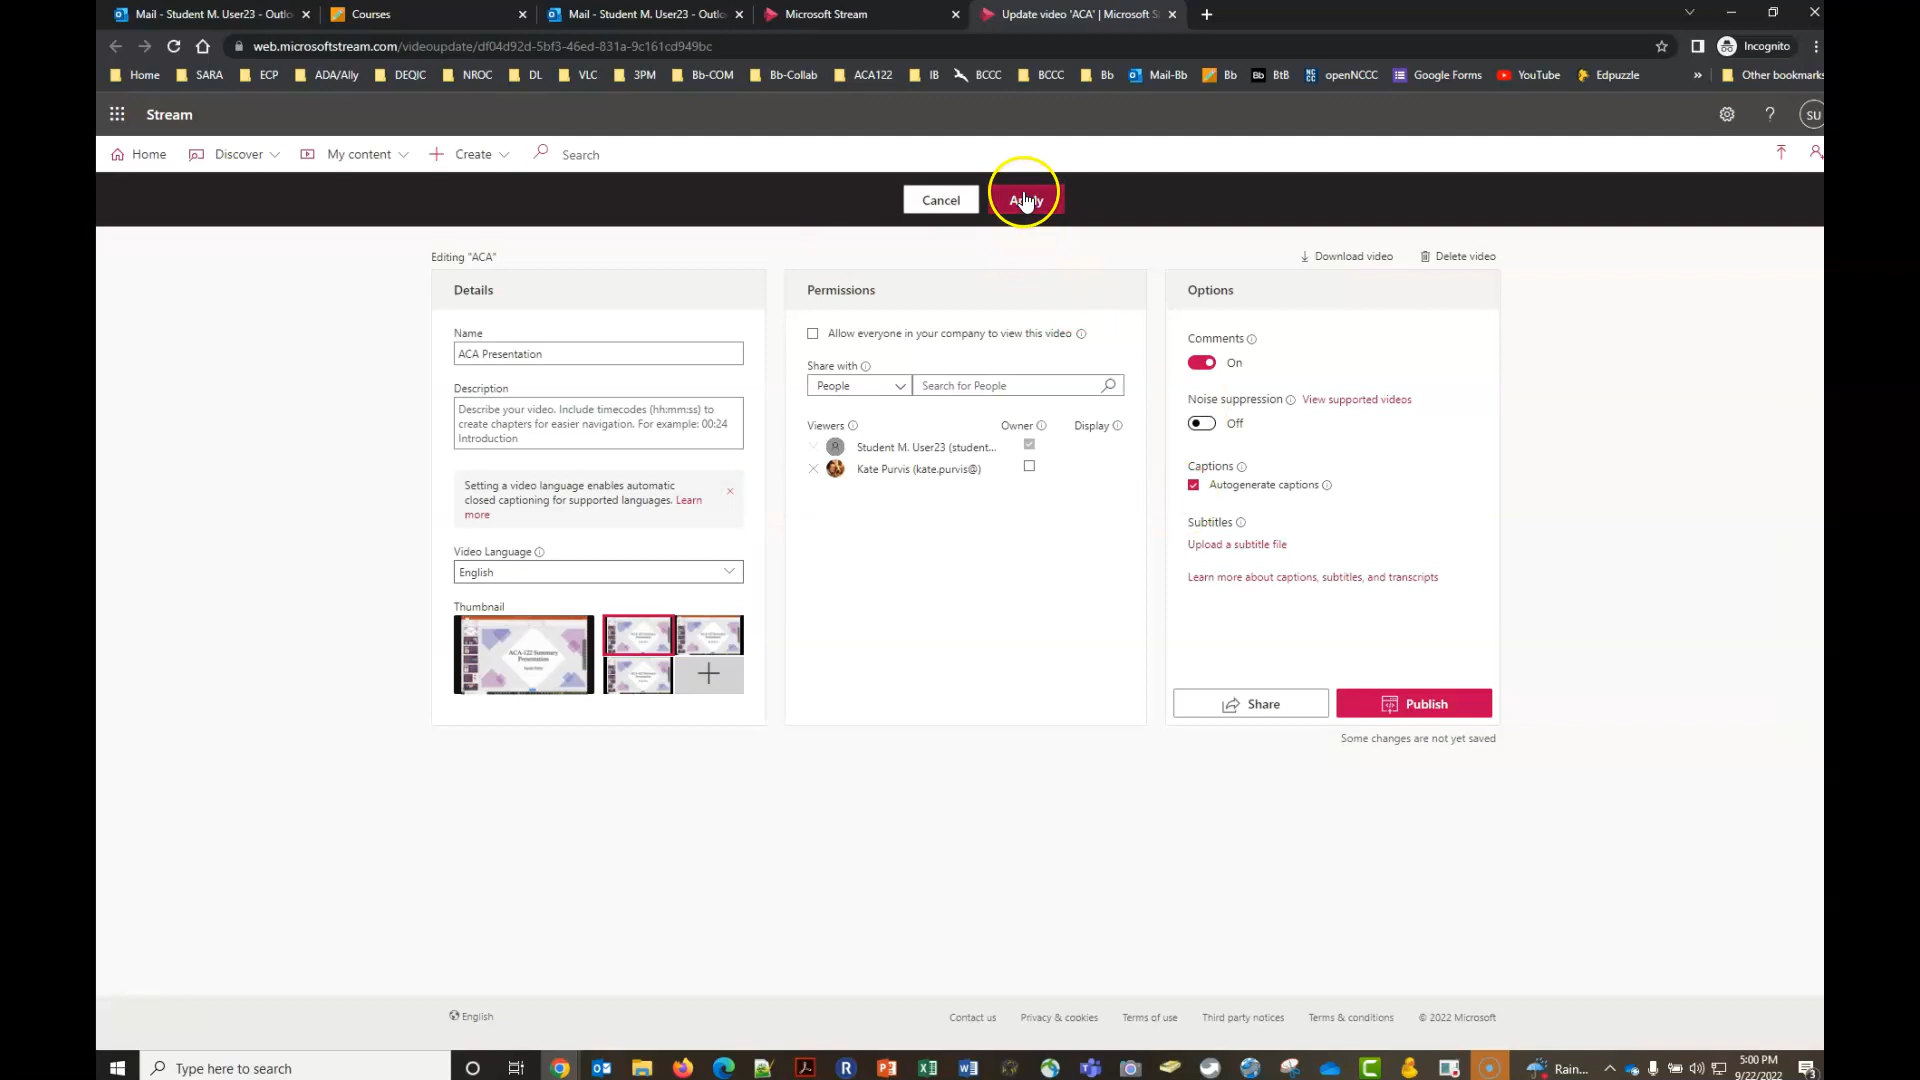 Mail - Student M. User23 - Outlo
Courses
Mail - Student M. User23 - Outlo
Microsoft Stream
Update video 'ACA' | Microsoft S
web.microsoftstream.com/videoupdate/df04d92d-5bf3-46ed-831a-9c161cd949bc
Incognito
Home SARA ECP ADA/Ally DEQIC NROC DL VLC 3PM Bb-COM Bb-Collab ACA122 IB BCCC BCCC Bb Mail-Bb Bb BtB openNCCC Google Forms YouTube Edpuzzle » Other bookmarks
Stream
? SU
Home Discover My content Create Search
Cancel Apply
Editing "ACA"
Download video Delete video
Details
Name
ACA Presentation
Description
Describe your video. Include timecodes (hh:mm:ss) to
create chapters for easier navigation. For example: 00:24
Introduction
Setting a video language enables automatic
closed captioning for supported languages. Learn
more
Video Language
English
Thumbnail
ACA-122 Summary
Presentation
Permissions
Allow everyone in your company to view this video
Share with
People Search for People
Viewers Owner Display
Student M. User23 (student...
Kate Purvis (kate.purvis@)
Options
Comments
On
Noise suppression View supported videos
Off
Captions
Autogenerate captions
Subtitles
Upload a subtitle file
Learn more about captions, subtitles, and transcripts
Share Publish
Some changes are not yet saved
English
Contact us Privacy & cookies Terms of use Third party notices Terms & conditions © 2022 Microsoft
Type here to search
Rain...
5:00 PM
9/22/2022